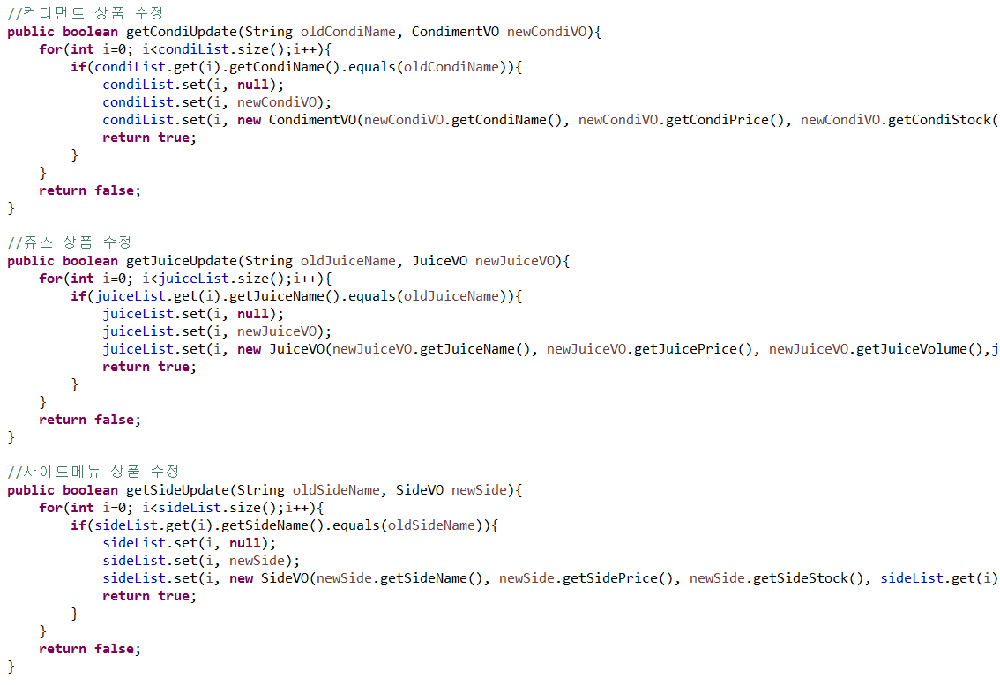 //컨디먼트 상품 수정
public boolean getCondiUpdate(String oldCondiName, CondimentVO newCondiVO){
    for(int i=0; i<condiList.size();i++){
        if(condiList.get(i).getCondiName().equals(oldCondiName)){
            condiList.set(i, null);
            condiList.set(i, newCondiVO);
            condiList.set(i, new CondimentVO(newCondiVO.getCondiName(), newCondiVO.getCondiPrice(), newCondiVO.getCondiStock(
            return true;
        }
    }
    return false;
}
//쥬스 상품 수정
public boolean getJuiceUpdate(String oldJuiceName, JuiceVO newJuiceVO){
    for(int i=0; i<juiceList.size();i++){
        if(juiceList.get(i).getJuiceName().equals(oldJuiceName)){
            juiceList.set(i, null);
            juiceList.set(i, newJuiceVO);
            juiceList.set(i, new JuiceVO(newJuiceVO.getJuiceName(), newJuiceVO.getJuicePrice(), newJuiceVO.getJuiceVolume(),j
            return true;
        }
    }
    return false;
}
//사이드메뉴 상품 수정
public boolean getSideUpdate(String oldSideName, SideVO newSide){
    for(int i=0; i<sideList.size();i++){
        if(sideList.get(i).getSideName().equals(oldSideName)){
            sideList.set(i, null);
            sideList.set(i, newSide);
            sideList.set(i, new SideVO(newSide.getSideName(), newSide.getSidePrice(), newSide.getSideStock(), sideList.get(i)
            return true;
        }
    }
    return false;
}